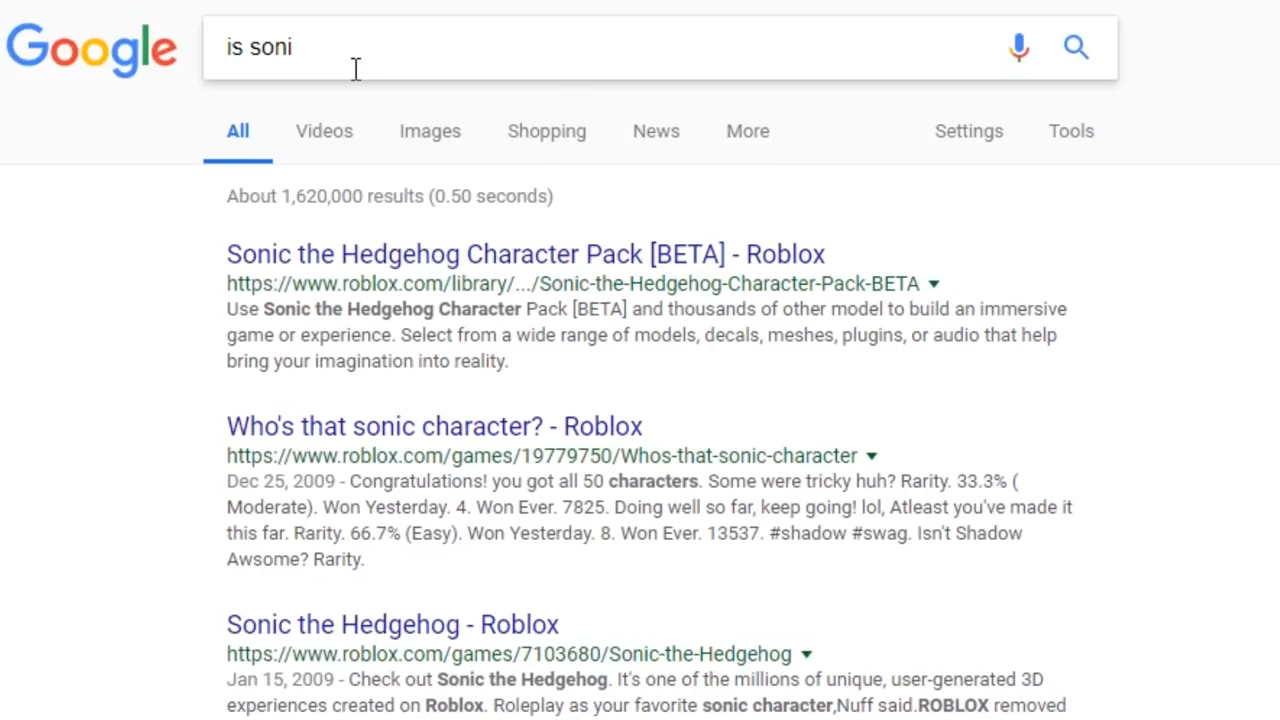 Google
is soni
All Videos Images Shopping News More Settings Tools
About 1,620,000 results (0.50 seconds)
Sonic the Hedgehog Character Pack [BETA] - Roblox
https://www.roblox.com/library/.../Sonic-the-Hedgehog-Character-Pack-BETA
Use Sonic the Hedgehog Character Pack [BETA] and thousands of other model to build an immersive
game or experience. Select from a wide range of models, decals, meshes, plugins, or audio that help
bring your imagination into reality.
Who's that sonic character? - Roblox
https://www.roblox.com/games/19779750/Whos-that-sonic-character
Dec 25, 2009 - Congratulations! you got all 50 characters. Some were tricky huh? Rarity. 33.3% (
Moderate). Won Yesterday. 4. Won Ever. 7825. Doing well so far, keep going! lol, Atleast you've made it
this far. Rarity. 66.7% (Easy). Won Yesterday. 8. Won Ever. 13537. #shadow #swag. Isn't Shadow
Awsome? Rarity.
Sonic the Hedgehog - Roblox
https://www.roblox.com/games/7103680/Sonic-the-Hedgehog
Jan 15, 2009 - Check out Sonic the Hedgehog. It's one of the millions of unique, user-generated 3D
experiences created on Roblox. Roleplay as your favorite sonic character,Nuff said.ROBLOX removed